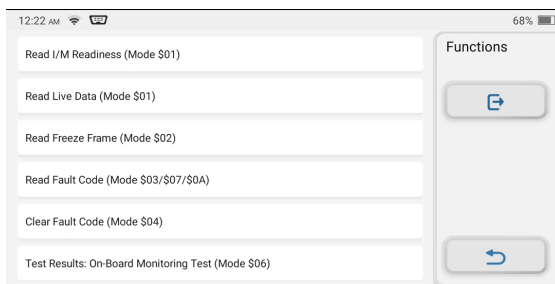 12:22 AM
68%
Functions
Read I/M Readiness (Mode $01)
Read Live Data (Mode $01)
Read Freeze Frame (Mode $02)
Read Fault Code (Mode $03/$07/$0A)
Clear Fault Code (Mode $04)
Test Results: On-Board Monitoring Test (Mode $06)